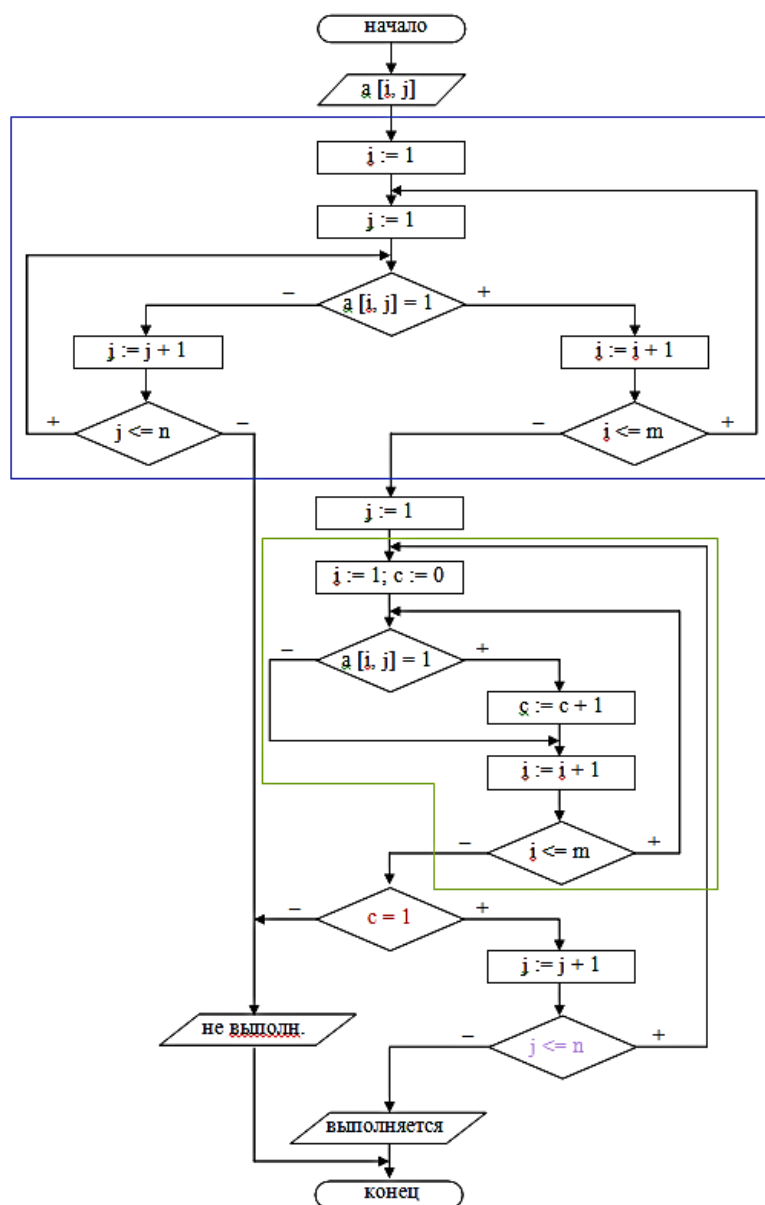 начало
a [i, j]
i := 1
j := 1
a [i, j] = 1
–
+
j := j + 1
i := i + 1
+
j <= n
–
–
i <= m
+
j := 1
i := 1; c := 0
–
a [i, j] = 1
+
c := c + 1
i := i + 1
–
i <= m
+
–
c = 1
+
j := j + 1
не выполн.
–
j <= n
+
выполняется
конец